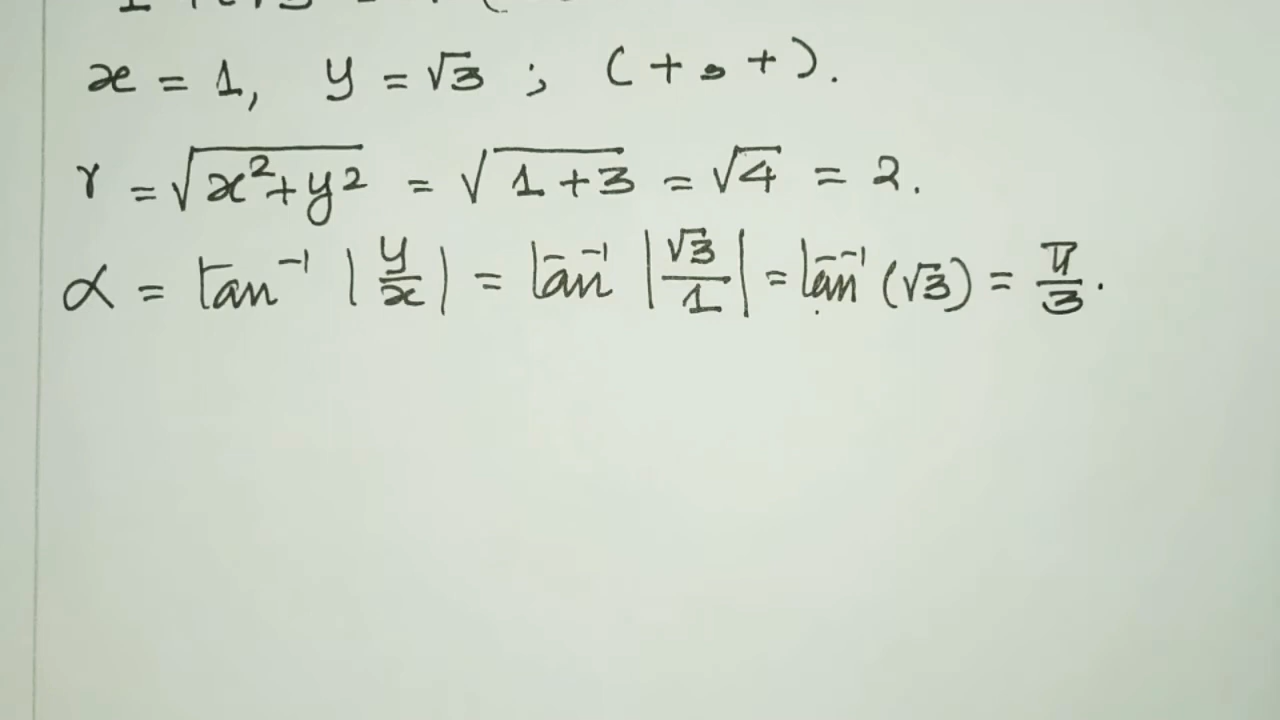 x = 1, y = √3 ; (+, +).
r = √(x²+y²) = √(1+3) = √4 = 2.
α = tan⁻¹ |y/x| = tan⁻¹ |√3/1| = tan⁻¹ (√3) = π/3.